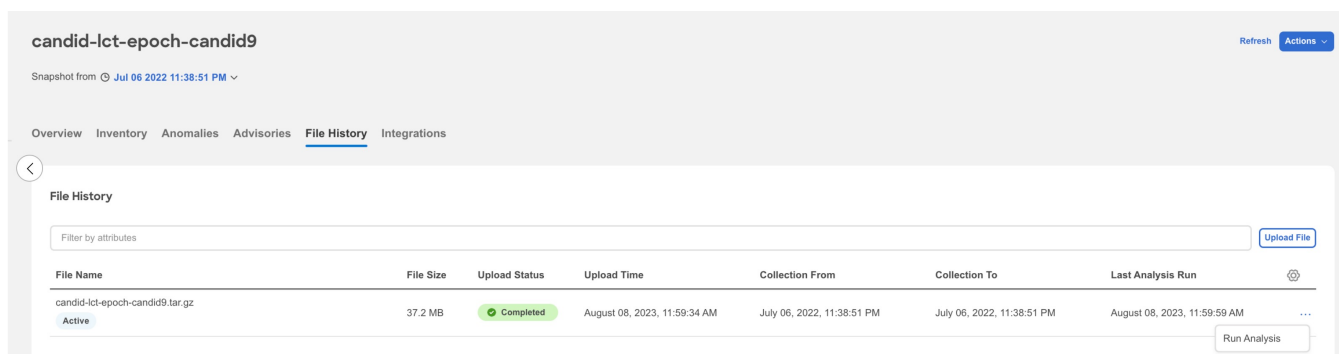 candid-lct-epoch-candid9
Refresh Actions
Snapshot from Jul 06 2022 11:38:51 PM
Overview Inventory Anomalies Advisories File History Integrations
File History
Filter by attributes
Upload File
File Name File Size Upload Status Upload Time Collection From Collection To Last Analysis Run
candid-lct-epoch-candid9.tar.gz
Active
37.2 MB Completed August 08, 2023, 11:59:34 AM July 06, 2022, 11:38:51 PM July 06, 2022, 11:38:51 PM August 08, 2023, 11:59:59 AM ...
Run Analysis